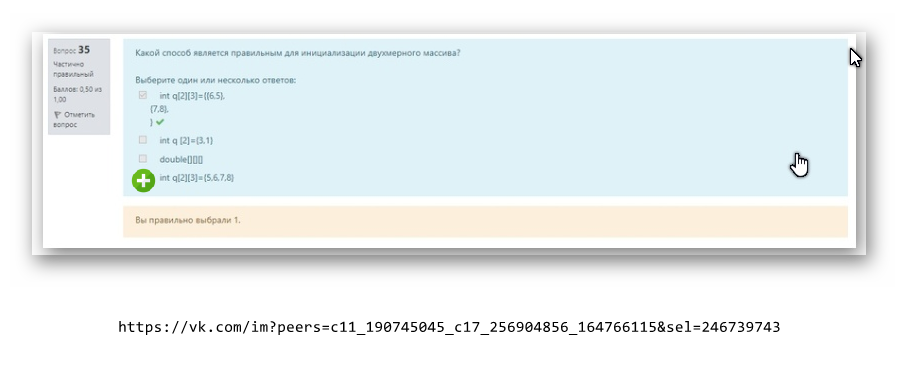 Вопрос 35
Частично
правильный
Баллов: 0,50 из
1,00
Отметить
вопрос
Какой способ является правильным для инициализации двухмерного массива?
Выберите один или несколько ответов:
int q[2][3]={{6,5},
{7,8},
}
int q [2]={3,1}
double[][][]
int q[2][3]={5,6,7,8}
Вы правильно выбрали 1.
https://vk.com/im?peers=c11_190745045_c17_256904856_164766115&sel=246739743